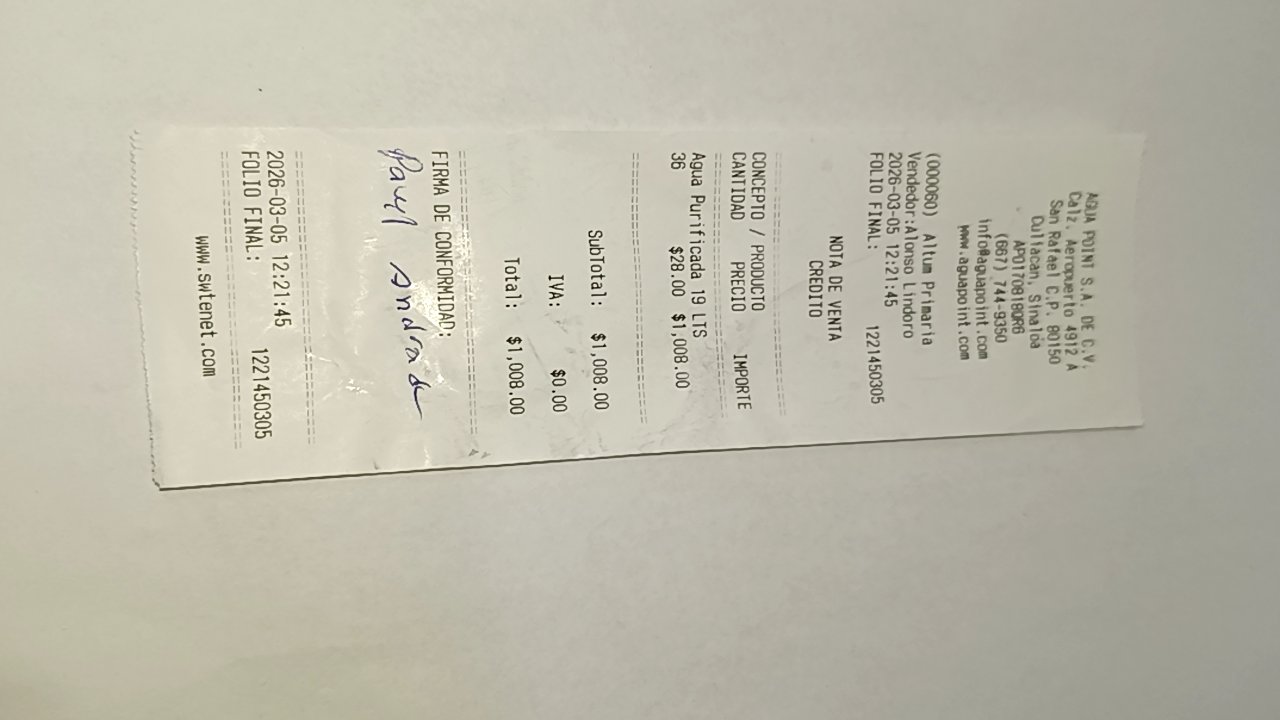 AGUA POINT S.A. DE C.V.
Calz. Aeropuerto 4912 A
San Rafael C.P. 80150
Culiacan, Sinaloa
APO170818QR6
(667) 744-9350
info@aguapoint.com
www.aguapoint.com
(000060) Altum Primaria
Vendedor:Alonso Lindoro
2026-03-05 12:21:45
FOLIO FINAL: 1221450305
NOTA DE VENTA
CREDITO
CONCEPTO / PRODUCTO
CANTIDAD PRECIO IMPORTE
Agua Purificada 19 LTS
36 $28.00 $1,008.00
SubTotal: $1,008.00
IVA: $0.00
Total: $1,008.00
FIRMA DE CONFORMIDAD:
Paul Andrade
2026-03-05 12:21:45
FOLIO FINAL: 1221450305
www.swtenet.com